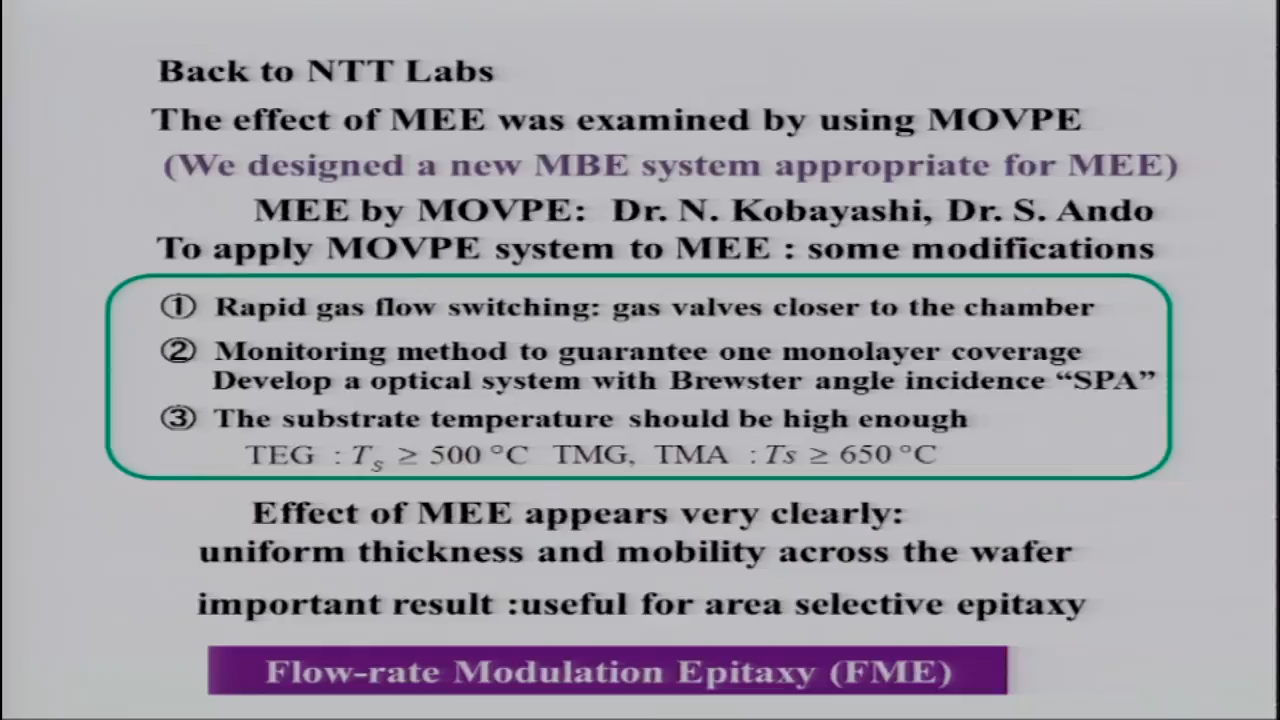 Back to NTT Labs
The effect of MEE was examined by using MOVPE
(We designed a new MBE system appropriate for MEE)
MEE by MOVPE: Dr. N. Kobayashi, Dr. S. Ando
To apply MOVPE system to MEE : some modifications
① Rapid gas flow switching: gas valves closer to the chamber
② Monitoring method to guarantee one monolayer coverage
Develop a optical system with Brewster angle incidence “SPA”
③ The substrate temperature should be high enough
TEG : Ts ≥ 500 °C TMG, TMA : Ts ≥ 650 °C
Effect of MEE appears very clearly:
uniform thickness and mobility across the wafer
important result :useful for area selective epitaxy
Flow-rate Modulation Epitaxy (FME)